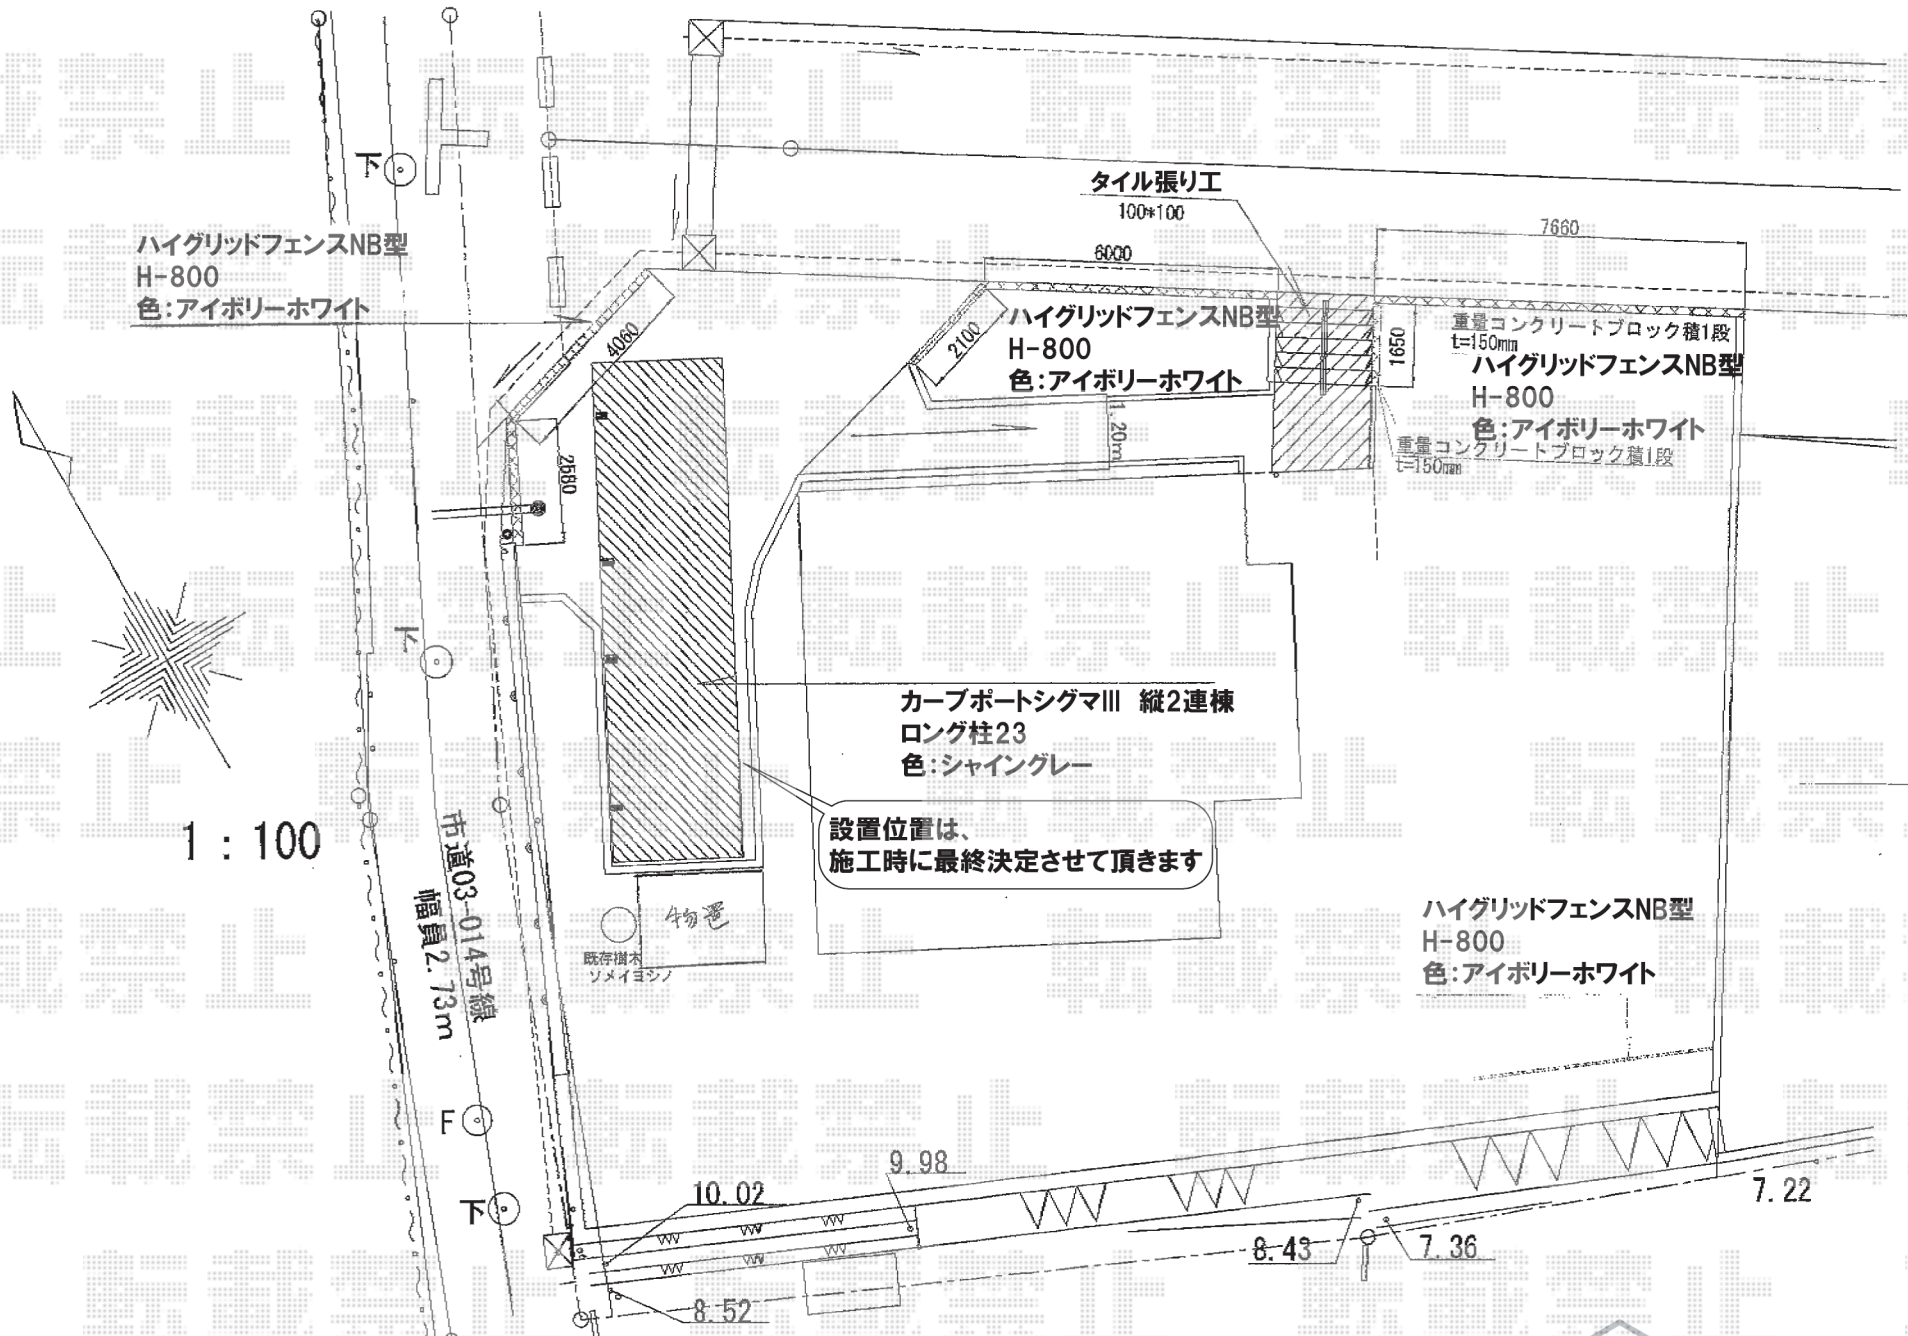 転載禁止
下
タイル張り工
100*100
7660
ハイグリッドフェンスNB型
H-800
色：アイボリーホワイト
6000
4060
2100
ハイグリッドフェンスNB型
H-800
色：アイボリーホワイト
1650
重量コンクリートブロック積1段
t=150mm
ハイグリッドフェンスNB型
H-800
色：アイボリーホワイト
重量コンクリートブロック積1段
t=150mm
1.20m
2580
下
カーブポートシグマⅢ 縦2連棟
ロング柱23
色：シャイングレー
設置位置は、
施工時に最終決定させて頂きます
1：100
市道03-014号線
幅員2.73m
物置
既存樹木
ソメイヨシノ
ハイグリッドフェンスNB型
H-800
色：アイボリーホワイト
F
下
10.02
9.98
8.52
8.43
7.36
7.22